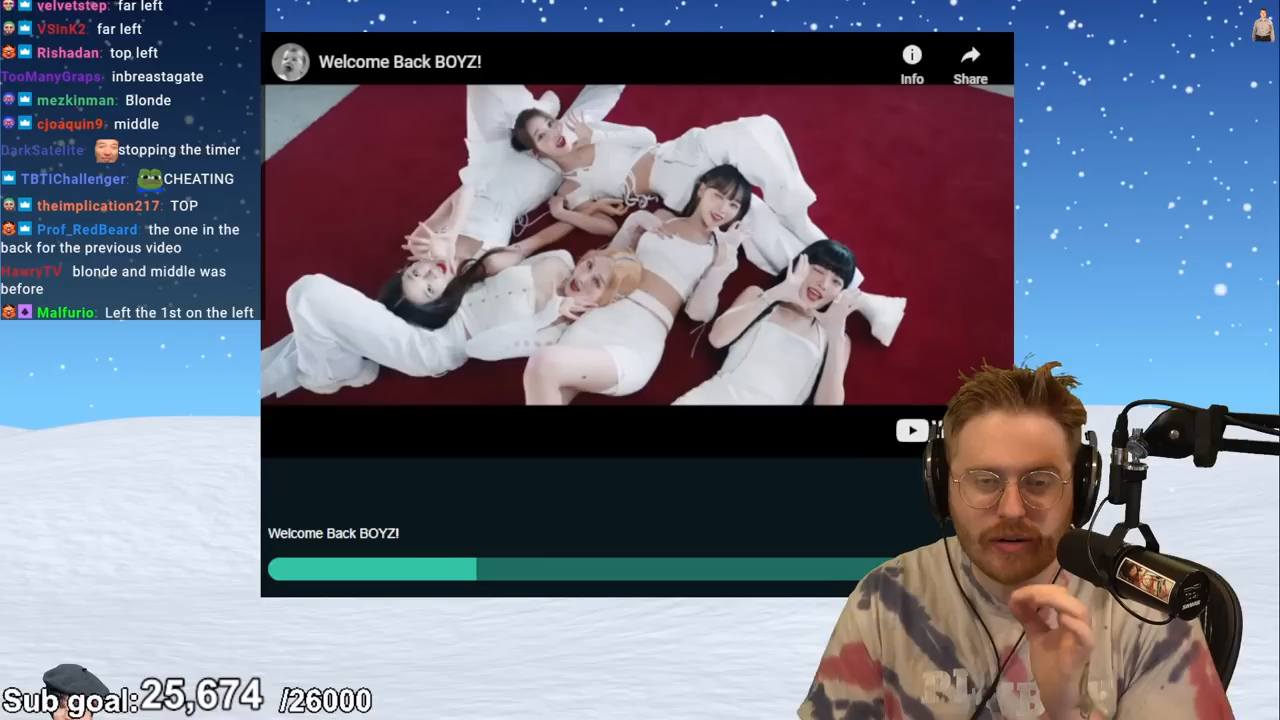 velvetstep: far left
VSinK2: far left
Rishadan: top left
TooManyGraps: inbreastagate
mezkinman: Blonde
cjoaquin9: middle
DarkSatelite: stopping the timer
TBTIChallenger: CHEATING
theimplication217: TOP
Prof_RedBeard: the one in the
back for the previous video
HawryTV: blonde and middle was
before
Malfurio: Left the 1st on the left
Welcome Back BOYZ!
Info
Share
Welcome Back BOYZ!
Sub goal: 25,674 /26000